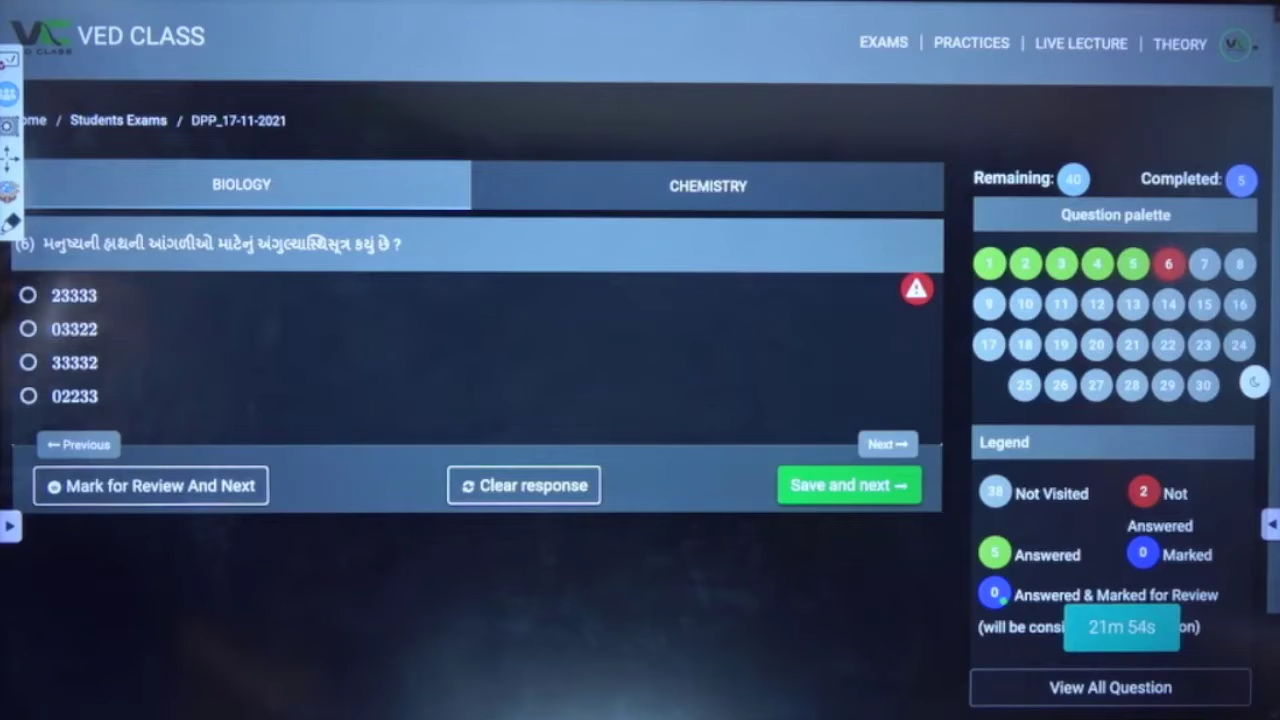 VED CLASS
EXAMS | PRACTICES | LIVE LECTURE | THEORY
D CLASS
ome / Students Exams / DPP_17-11-2021
BIOLOGY
CHEMISTRY
Remaining: 40 Completed: 5
Question palette
(6) મનુષ્યની હાથની આંગળીઓ માટેનું અંગુલ્યાસ્થિસૂત્ર કયું છે ?
23333
03322
33332
02233
1 2 3 4 5 6 7 8
9 10 11 12 13 14 15 16
17 18 19 20 21 22 23 24
25 26 27 28 29 30
← Previous
Next →
Mark for Review And Next
Clear response
Save and next →
Legend
38 Not Visited
2 Not Answered
5 Answered
0 Marked
0 Answered & Marked for Review
(will be consi
on)
21m 54s
View All Question